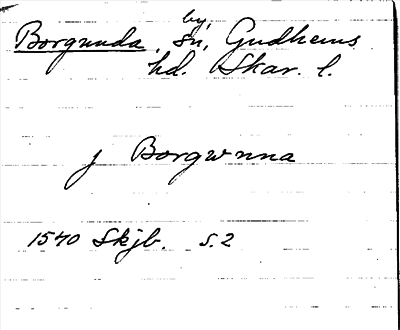 Borgunda, by, sn, Gudhems
hd. Skar. l.
j Borgwnna
1540 Skjb. s. 2